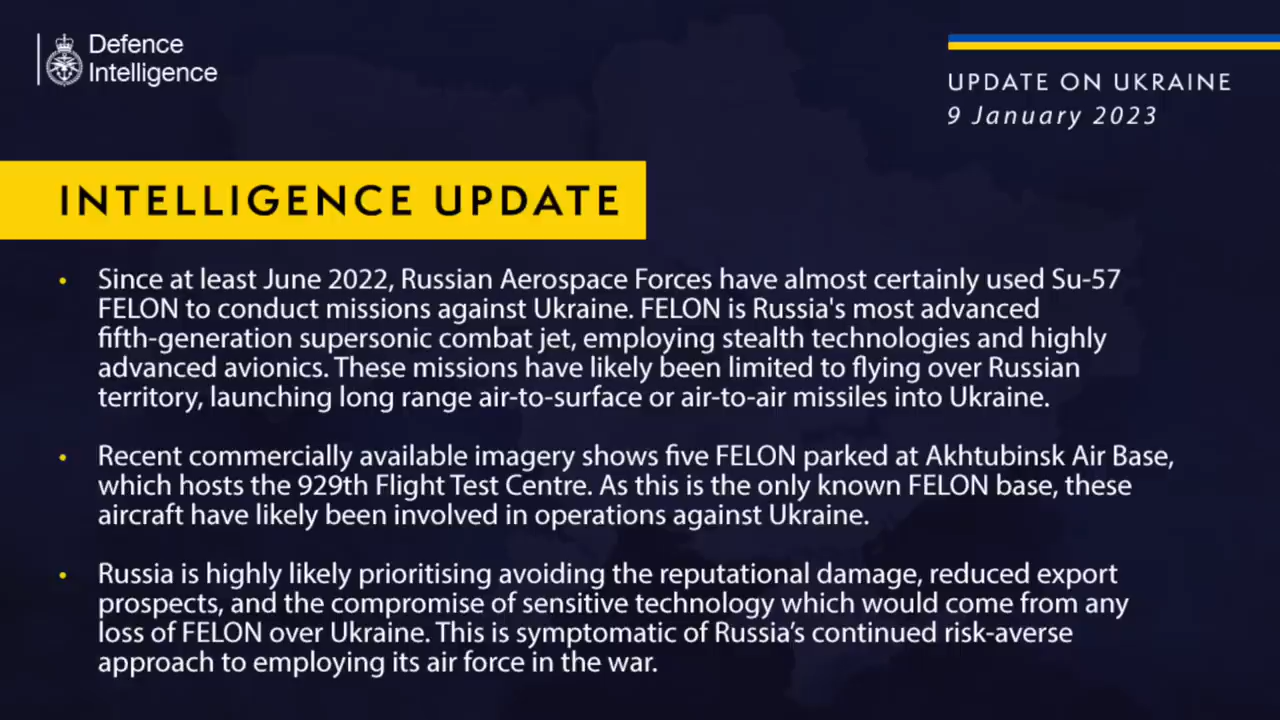 Defence
Intelligence
UPDATE ON UKRAINE
9 January 2023
INTELLIGENCE UPDATE
• Since at least June 2022, Russian Aerospace Forces have almost certainly used Su-57
FELON to conduct missions against Ukraine. FELON is Russia's most advanced
fifth-generation supersonic combat jet, employing stealth technologies and highly
advanced avionics. These missions have likely been limited to flying over Russian
territory, launching long range air-to-surface or air-to-air missiles into Ukraine.
• Recent commercially available imagery shows five FELON parked at Akhtubinsk Air Base,
which hosts the 929th Flight Test Centre. As this is the only known FELON base, these
aircraft have likely been involved in operations against Ukraine.
• Russia is highly likely prioritising avoiding the reputational damage, reduced export
prospects, and the compromise of sensitive technology which would come from any
loss of FELON over Ukraine. This is symptomatic of Russia’s continued risk-averse
approach to employing its air force in the war.